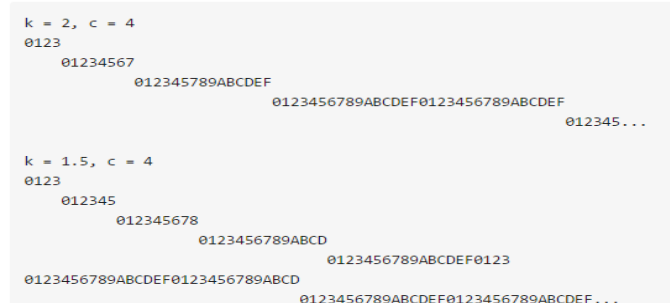 k = 2, c = 4
0123
01234567
012345789ABCDEF
0123456789ABCDEF0123456789ABCDEF
012345...
k = 1.5, c = 4
0123
012345
012345678
0123456789ABCD
0123456789ABCDEF0123
0123456789ABCDEF0123456789ABCD
0123456789ABCDEF0123456789ABCDEF...